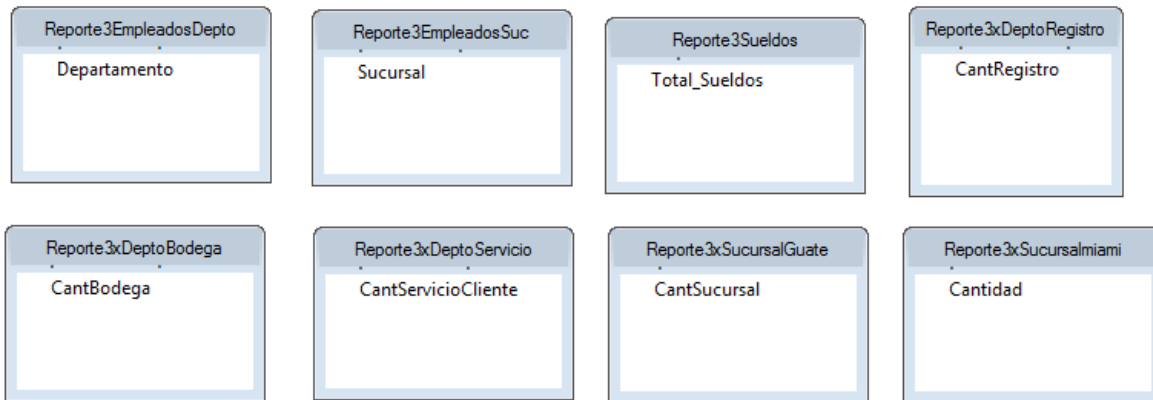 Reporte3EmpleadosDepto
Departamento
Reporte3EmpleadosSuc
Sucursal
Reporte3Sueldos
Total_Sueldos
Reporte3xDeptoRegistro
CantRegistro
Reporte3xDeptoBodega
CantBodega
Reporte3xDeptoServicio
CantServicioCliente
Reporte3xSucursalGuate
CantSucursal
Reporte3xSucursalmiami
Cantidad